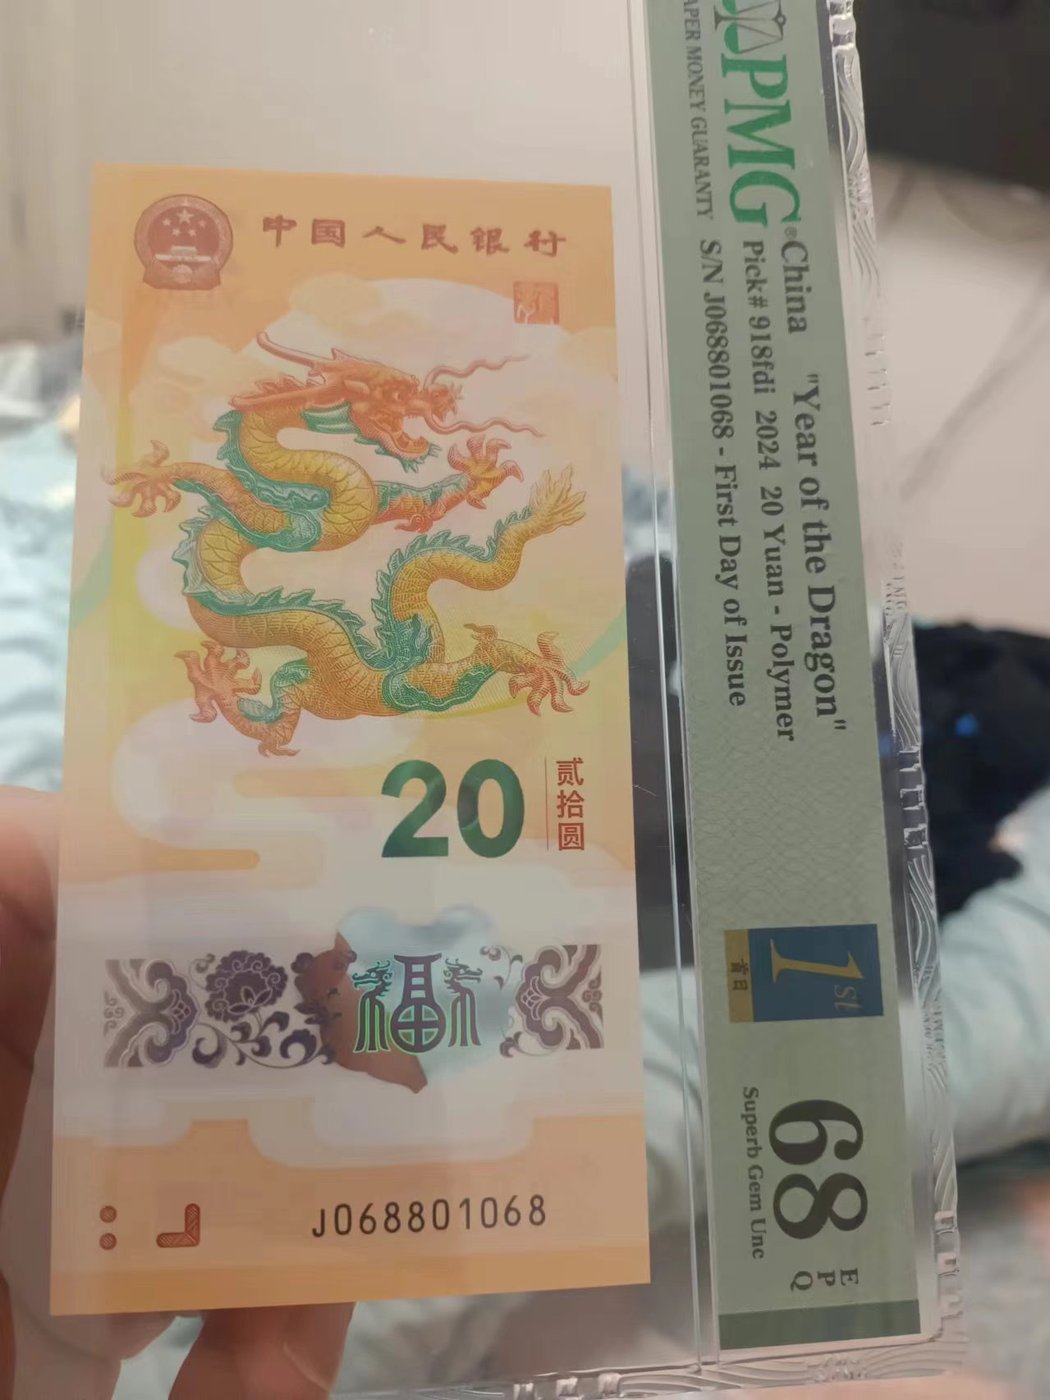 中国人民银行
20
贰拾圆
福
J068801068
PMG®
PAPER MONEY GUARANTY
China "Year of the Dragon"
Pick# 918fdi 2024 20 Yuan - Polymer
S/N J068801068 - First Day of Issue
1st
首日
68 EPQ
Superb Gem Unc